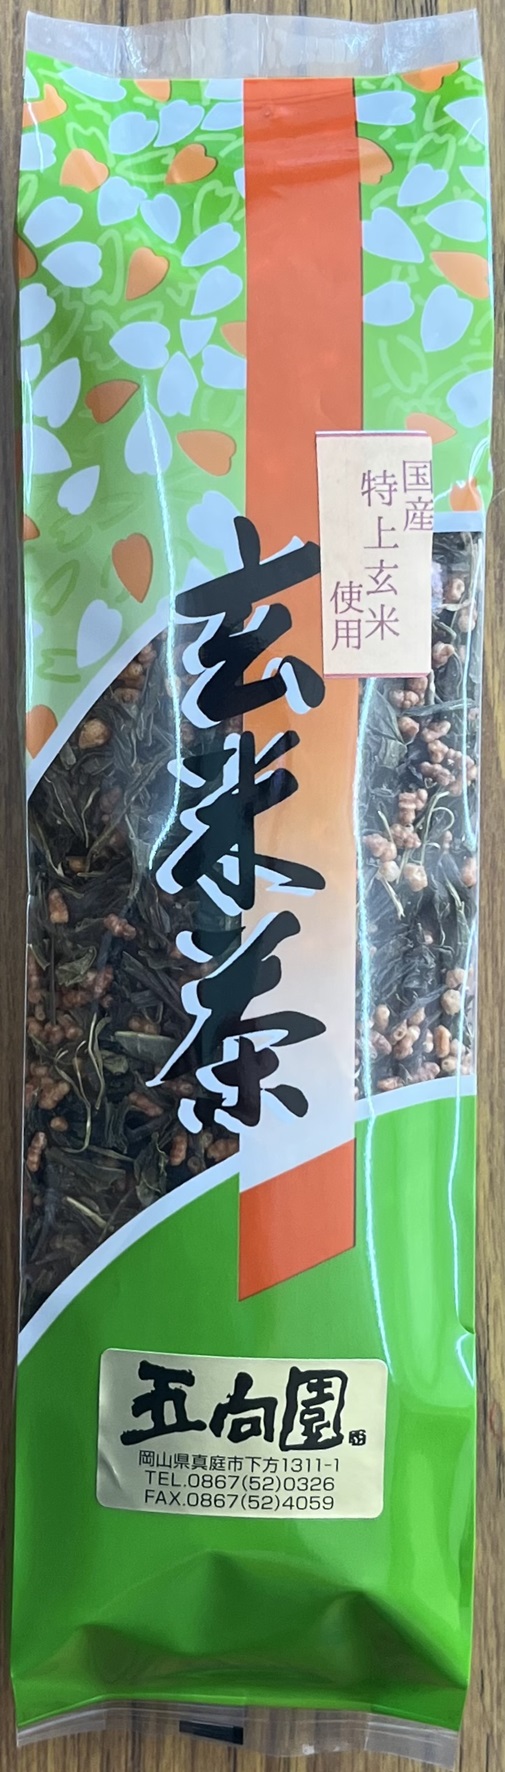 国産
特上玄米
使用
玄米茶
五向園
岡山県真庭市下方1311-1
TEL.0867(52)0326
FAX.0867(52)4059